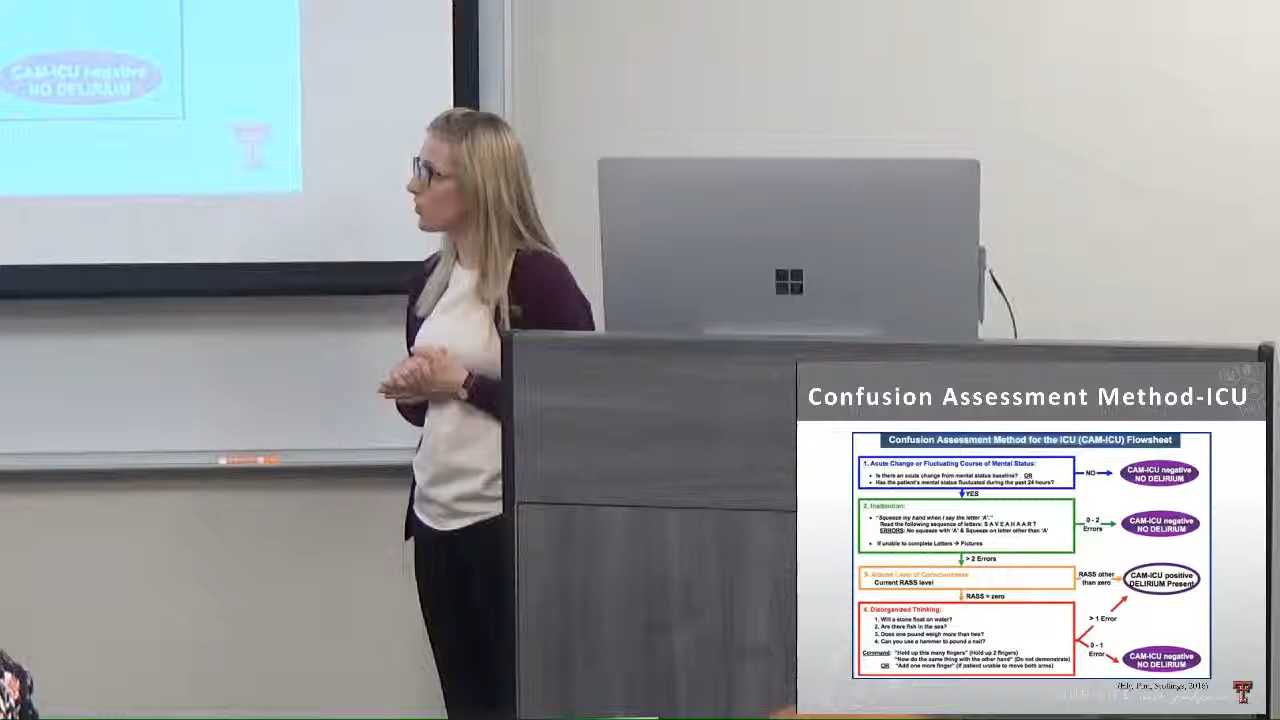 CAM-ICU negative
NO DELIRIUM
Confusion Assessment Method-ICU
Confusion Assessment Method for the ICU (CAM-ICU) Flowsheet
1. Acute Change or Fluctuating Course of Mental Status:
• Is there an acute change from mental status baseline? OR
• Has the patient's mental status fluctuated during the past 24 hours?
NO
CAM-ICU negative
NO DELIRIUM
YES
2. Inattention:
• "Squeeze my hand when I say the letter 'A'."
Read the following sequence of letters: S A V E A H A A R T
ERRORS: No squeeze with 'A' & Squeeze on letter other than 'A'
• If unable to complete Letters → Pictures
0 - 2
Errors
CAM-ICU negative
NO DELIRIUM
> 2 Errors
3. Altered Level of Consciousness
Current RASS level
RASS other
than zero
CAM-ICU positive
DELIRIUM Present
RASS = zero
4. Disorganized Thinking:
1. Will a stone float on water?
2. Are there fish in the sea?
3. Does one pound weigh more than two?
4. Can you use a hammer to pound a nail?
Command: "Hold up this many fingers" (Hold up 2 fingers)
"Now do the same thing with the other hand" (Do not demonstrate)
OR "Add one more finger" (If patient unable to move both arms)
> 1 Error
0 - 1
Error
CAM-ICU negative
NO DELIRIUM
2016)